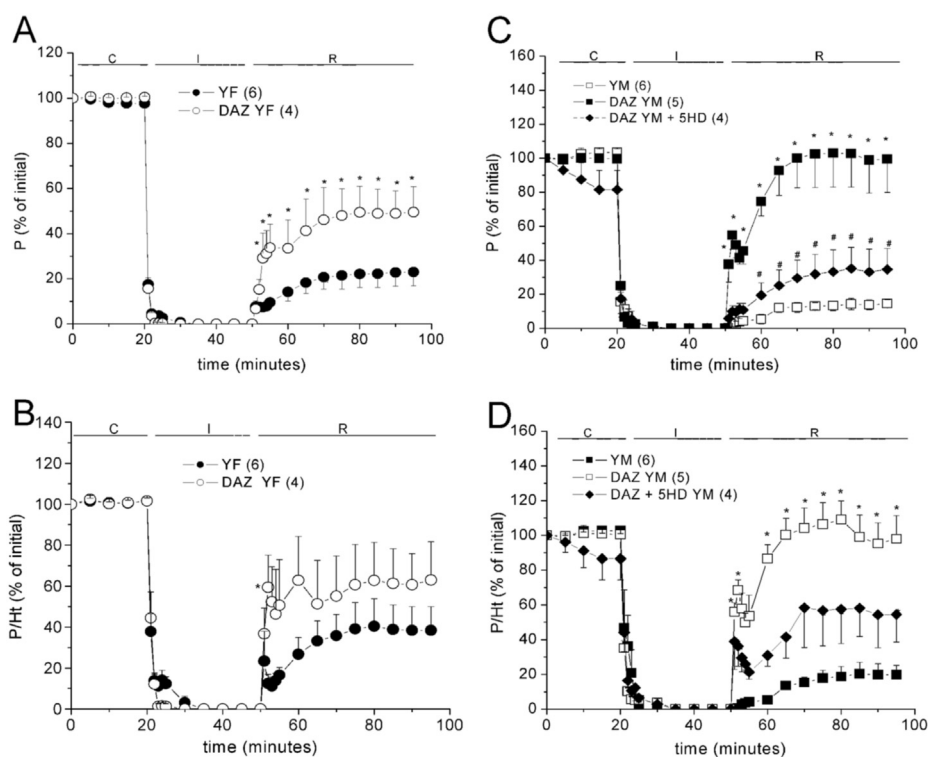 A
C I R
120
100
80
60
40
20
0
P (% of initial)
YF (6)
DAZ YF (4)
* * * * * * * * * * *
0 20 40 60 80 100
time (minutes)
B
C I R
140
120
100
80
60
40
20
0
P/Ht (% of initial)
YF (6)
DAZ YF (4)
*
0 20 40 60 80 100
time (minutes)
C
C I R
160
140
120
100
80
60
40
20
0
P (% of initial)
YM (6)
DAZ YM (5)
DAZ YM + 5HD (4)
* * * * * * * * * * *
# # # # # # # #
0 20 40 60 80 100
time (minutes)
D
C I R
160
140
120
100
80
60
40
20
0
P/Ht (% of initial)
YM (6)
DAZ YM (5)
DAZ + 5HD YM (4)
* * * * * * * * * *
0 20 40 60 80 100
time (minutes)